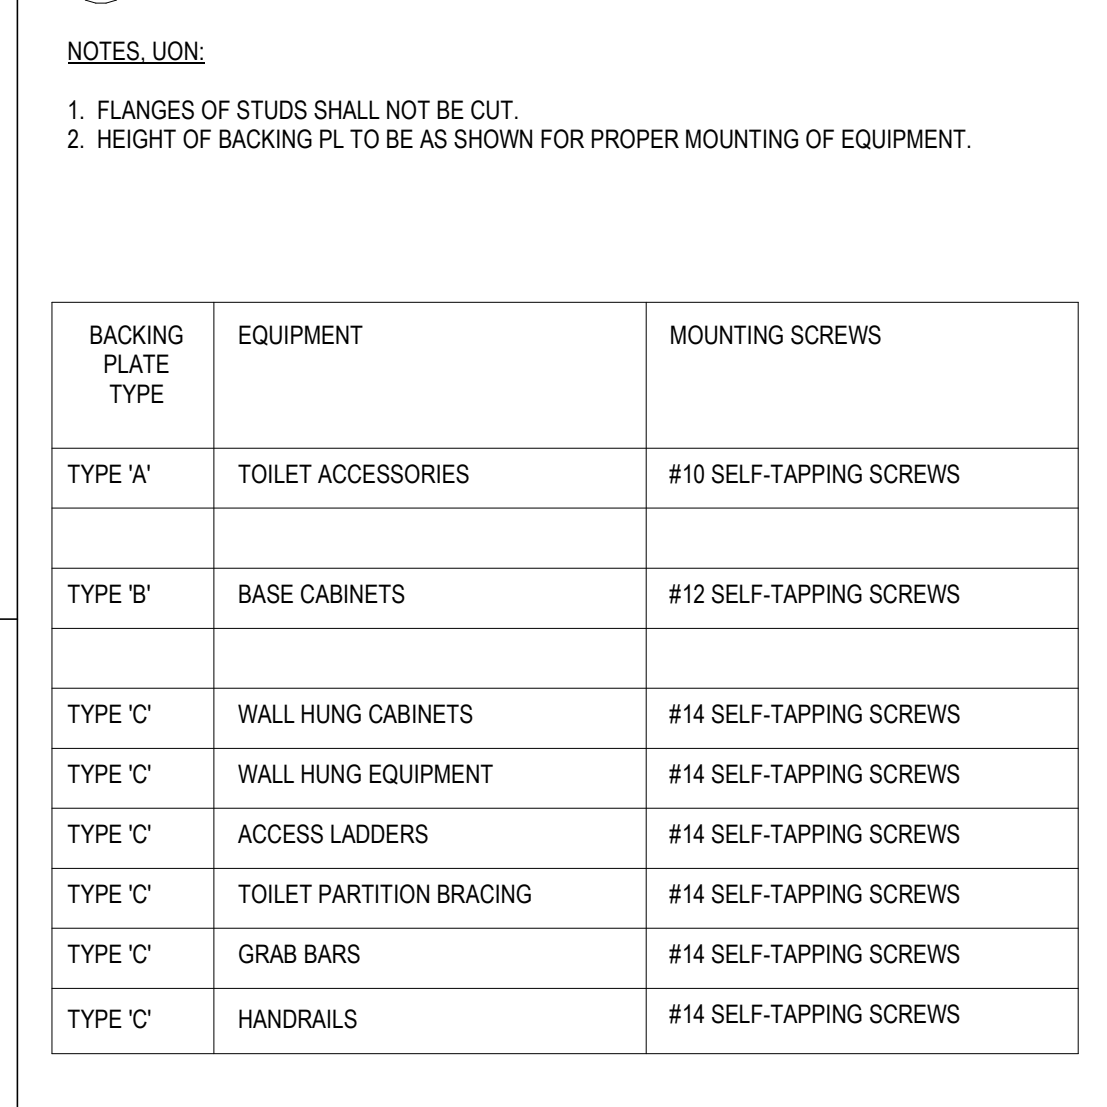 NOTES, UON:
1. FLANGES OF STUDS SHALL NOT BE CUT.
2. HEIGHT OF BACKING PL TO BE AS SHOWN FOR PROPER MOUNTING OF EQUIPMENT.
BACKING PLATE TYPE EQUIPMENT MOUNTING SCREWS
TYPE 'A' TOILET ACCESSORIES #10 SELF-TAPPING SCREWS
TYPE 'B' BASE CABINETS #12 SELF-TAPPING SCREWS
TYPE 'C' WALL HUNG CABINETS #14 SELF-TAPPING SCREWS
TYPE 'C' WALL HUNG EQUIPMENT #14 SELF-TAPPING SCREWS
TYPE 'C' ACCESS LADDERS #14 SELF-TAPPING SCREWS
TYPE 'C' TOILET PARTITION BRACING #14 SELF-TAPPING SCREWS
TYPE 'C' GRAB BARS #14 SELF-TAPPING SCREWS
TYPE 'C' HANDRAILS #14 SELF-TAPPING SCREWS